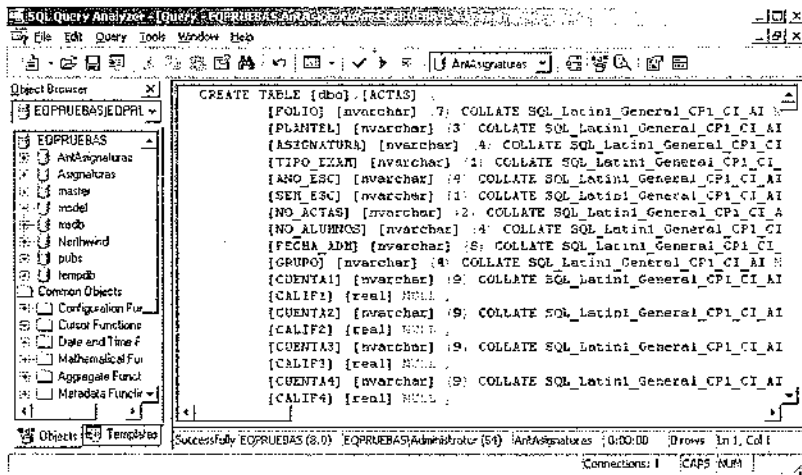 SQL Query Analyzer - [Query - EQPRUEBAS.AntAsignaturas.EQPRUEBAS\
File Edit Query Tools Window Help
AntAsignaturas
Object Browser
EQPRUEBAS(EQPRL
EQPRUEBAS
AntAsignaturas
Asignaturas
master
model
msdb
Northwind
pubs
tempdb
Common Objects
Configuration Fun
Cursor Functions
Date and Time F
Mathematical Fui
Aggregate Funct
Metadata Functin
Objects Templates
CREATE TABLE [dbo].[ACTAS] (
[FOLIO] [nvarchar] (7) COLLATE SQL_Latin1_General_CP1_CI_AI N
[PLANTEL] [nvarchar] (3) COLLATE SQL_Latin1_General_CP1_CI_AI
[ASIGNATURA] [nvarchar] (4) COLLATE SQL_Latin1_General_CP1_CI
[TIPO_EXAM] [nvarchar] (1) COLLATE SQL_Latin1_General_CP1_CI_
[ANO_ESC] [nvarchar] (4) COLLATE SQL_Latin1_General_CP1_CI_AI
[SEM_ESC] [nvarchar] (1) COLLATE SQL_Latin1_General_CP1_CI_AI
[NO_ACTAS] [nvarchar] (2) COLLATE SQL_Latin1_General_CP1_CI_A
[NO_ALUMNOS] [nvarchar] (4) COLLATE SQL_Latin1_General_CP1_CI
[FECHA_ADM] [nvarchar] (8) COLLATE SQL_Latin1_General_CP1_CI_
[GRUPO] [nvarchar] (4) COLLATE SQL_Latin1_General_CP1_CI_AI N
[CUENTA1] [nvarchar] (9) COLLATE SQL_Latin1_General_CP1_CI_AI
[CALIF1] [real] NULL ,
[CUENTA2] [nvarchar] (9) COLLATE SQL_Latin1_General_CP1_CI_AI
[CALIF2] [real] NULL ,
[CUENTA3] [nvarchar] (9) COLLATE SQL_Latin1_General_CP1_CI_AI
[CALIF3] [real] NULL ,
[CUENTA4] [nvarchar] (9) COLLATE SQL_Latin1_General_CP1_CI_AI
[CALIF4] [real] NULL ,
Successfully EQPRUEBAS (8.0) EQPRUEBAS\Administrator (54) AntAsignaturas 0:00:00 0 rows Ln 1, Col 1
Connections: 1 CAPS NUM